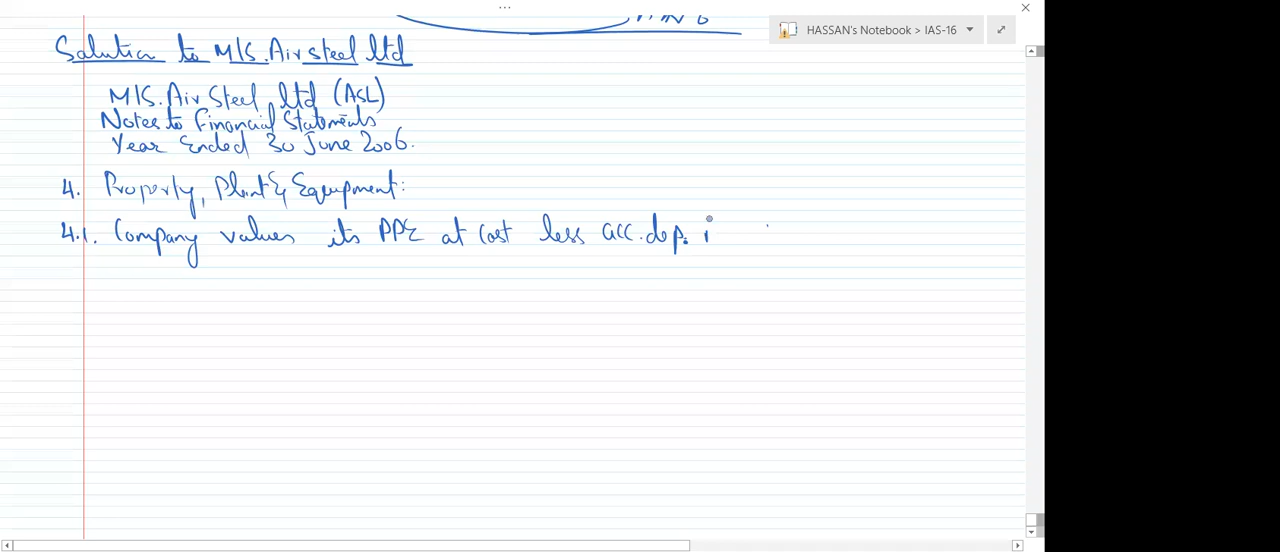 HASSAN's Notebook > IAS-16
Solution to M/S. Air steel ltd
M/S. Air Steel ltd (ASL)
Notes to Financial Statements
Year Ended 30 June 2006.
4. Property, Plant & Equipment:
4.1. Company values its PPE at cost less acc. dep.